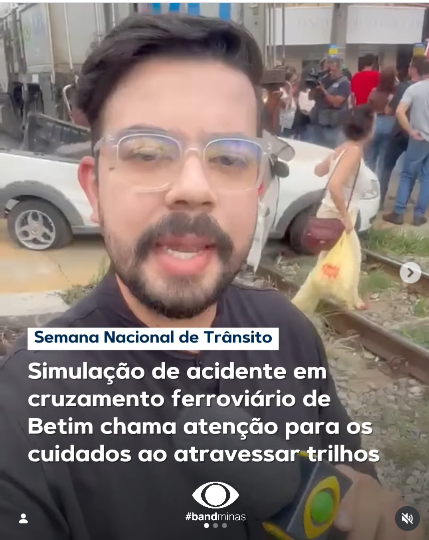 Semana Nacional de Trânsito
Simulação de acidente em
cruzamento ferroviário de
Betim chama atenção para os
cuidados ao atravessar trilhos
#bandminas